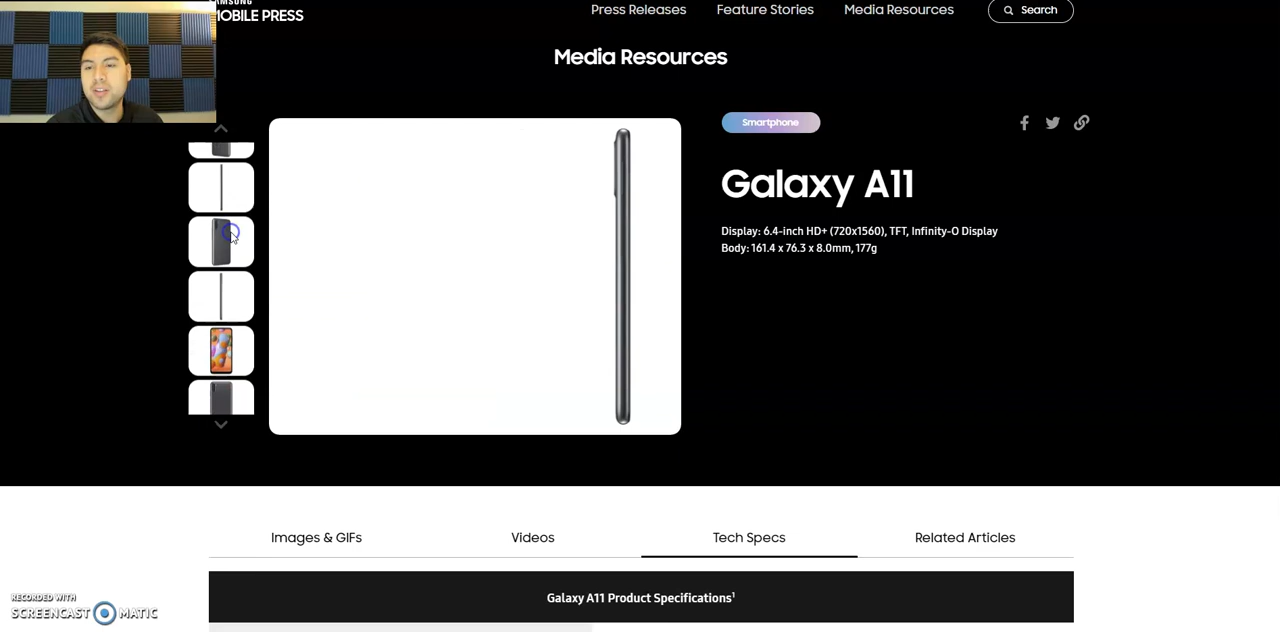 SAMSUNG
MOBILE PRESS
Press Releases
Feature Stories
Media Resources
Search
Media Resources
Smartphone
Galaxy A11
Display: 6.4-inch HD+ (720x1560), TFT, Infinity-O Display
Body: 161.4 x 76.3 x 8.0mm, 177g
Images & GIFs
Videos
Tech Specs
Related Articles
Galaxy A11 Product Specifications¹
RECORDED WITH
SCREENCAST MATIC